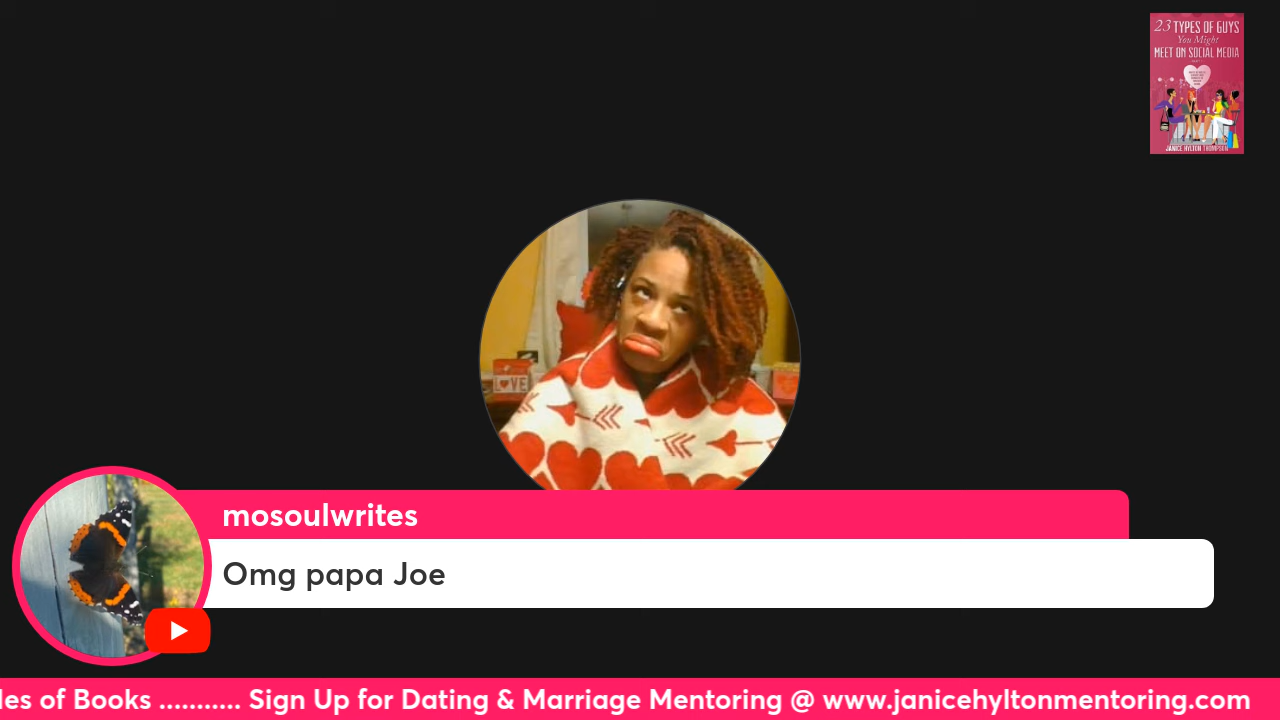 23 TYPES OF GUYS
You Might
MEET ON SOCIAL MEDIA
JANICE HYLTON THOMPSON
LOVE
mosoulwrites
Omg papa Joe
les of Books ........... Sign Up for Dating & Marriage Mentoring @ www.janicehyltonmentoring.com